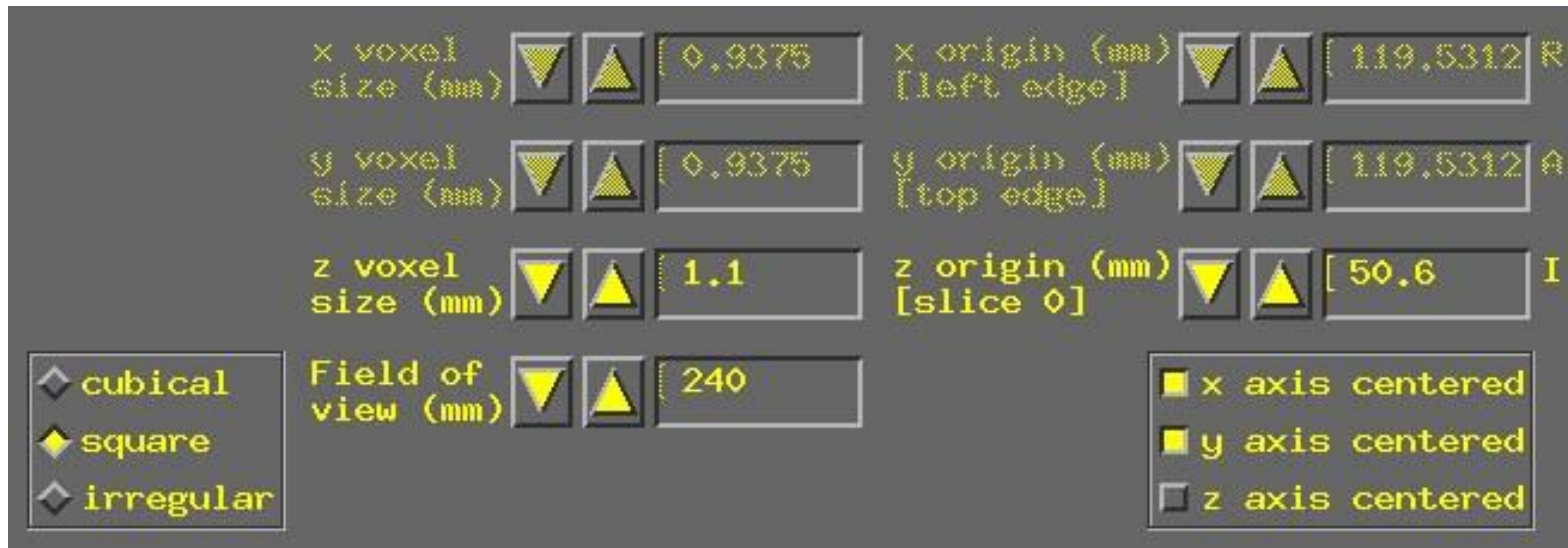 x voxel size (mm) 0.9375 x origin (mm) [left edge] 119.5312 R
y voxel size (mm) 0.9375 y origin (mm) [top edge] 119.5312 A
z voxel size (mm) 1.1 z origin (mm) [slice 0] 50.6 I
Field of view (mm) 240
cubical
square
irregular
x axis centered
y axis centered
z axis centered